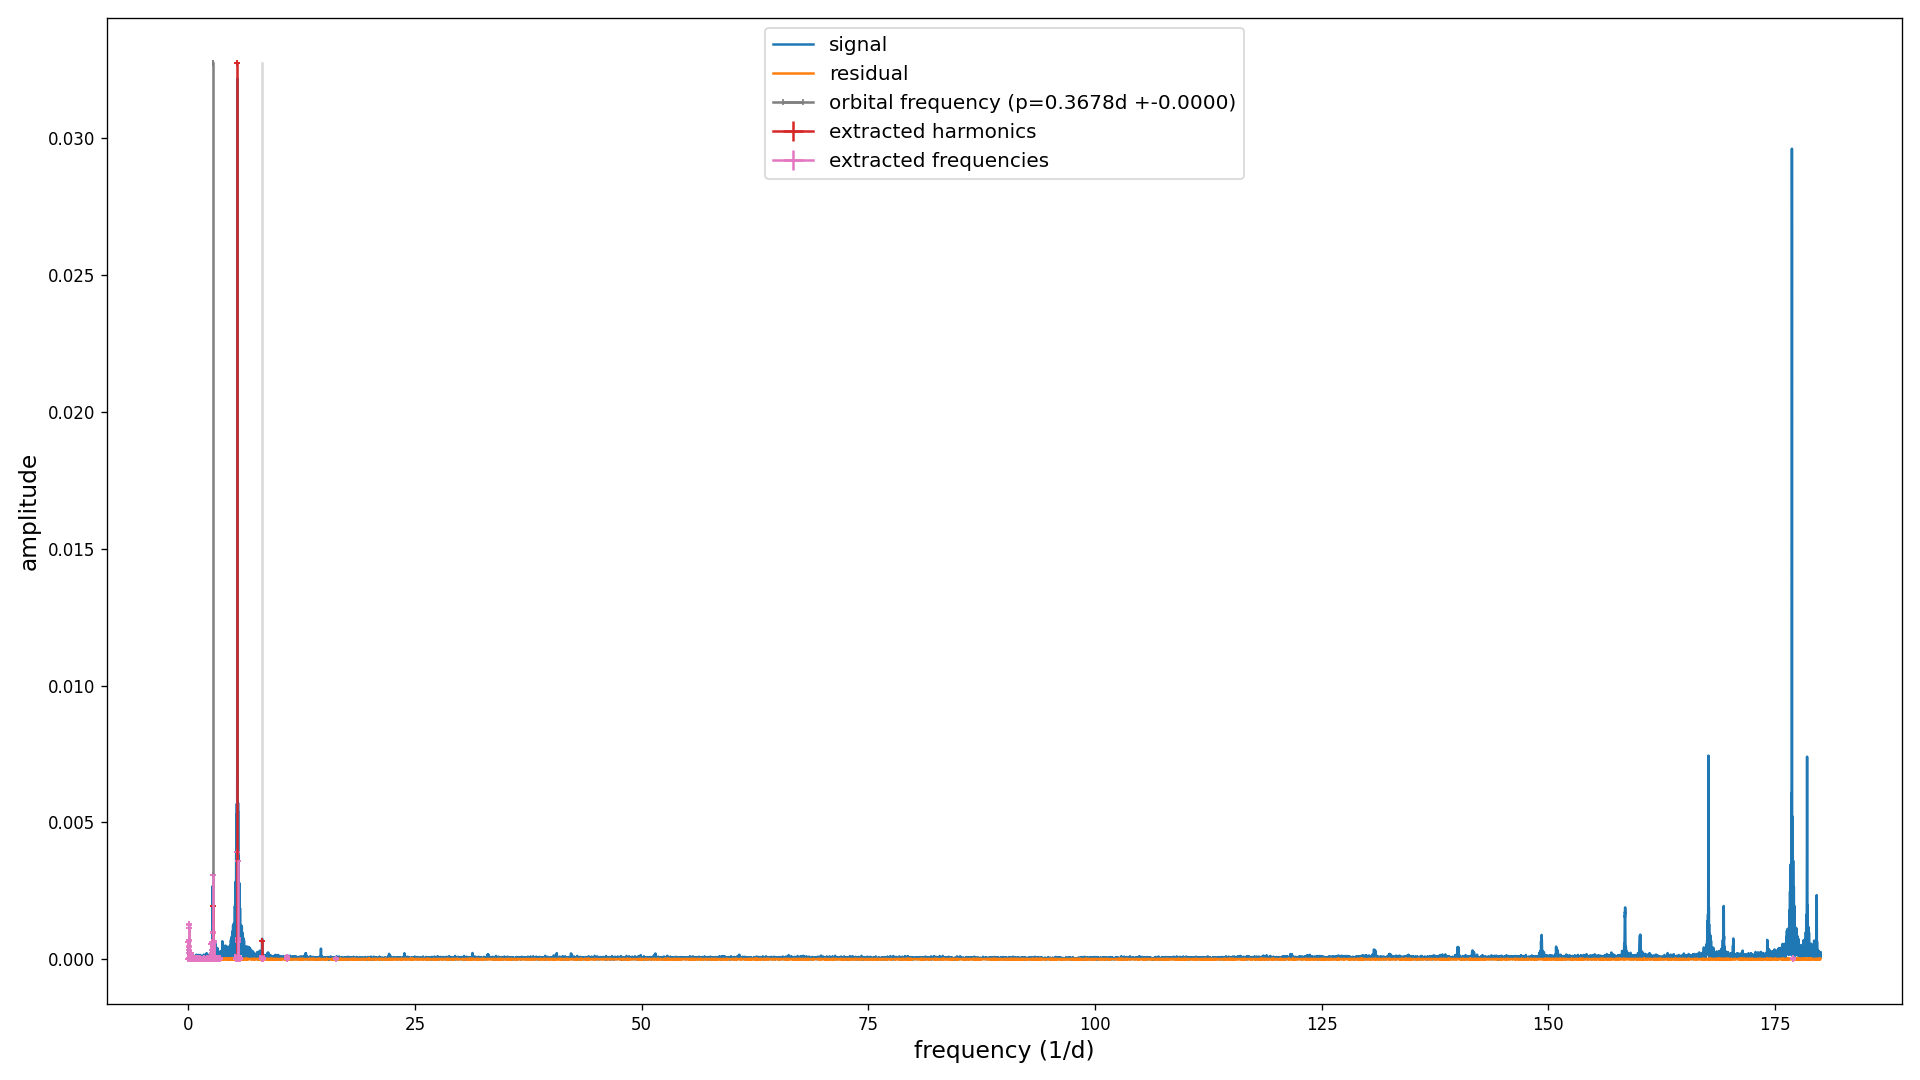 signal
residual
orbital frequency (p=0.3678d +-0.0000)
extracted harmonics
extracted frequencies
0.030
0.025
0.020
0.015
0.010
0.005
0.000
amplitude
0 25 50 75 100 125 150 175
frequency (1/d)